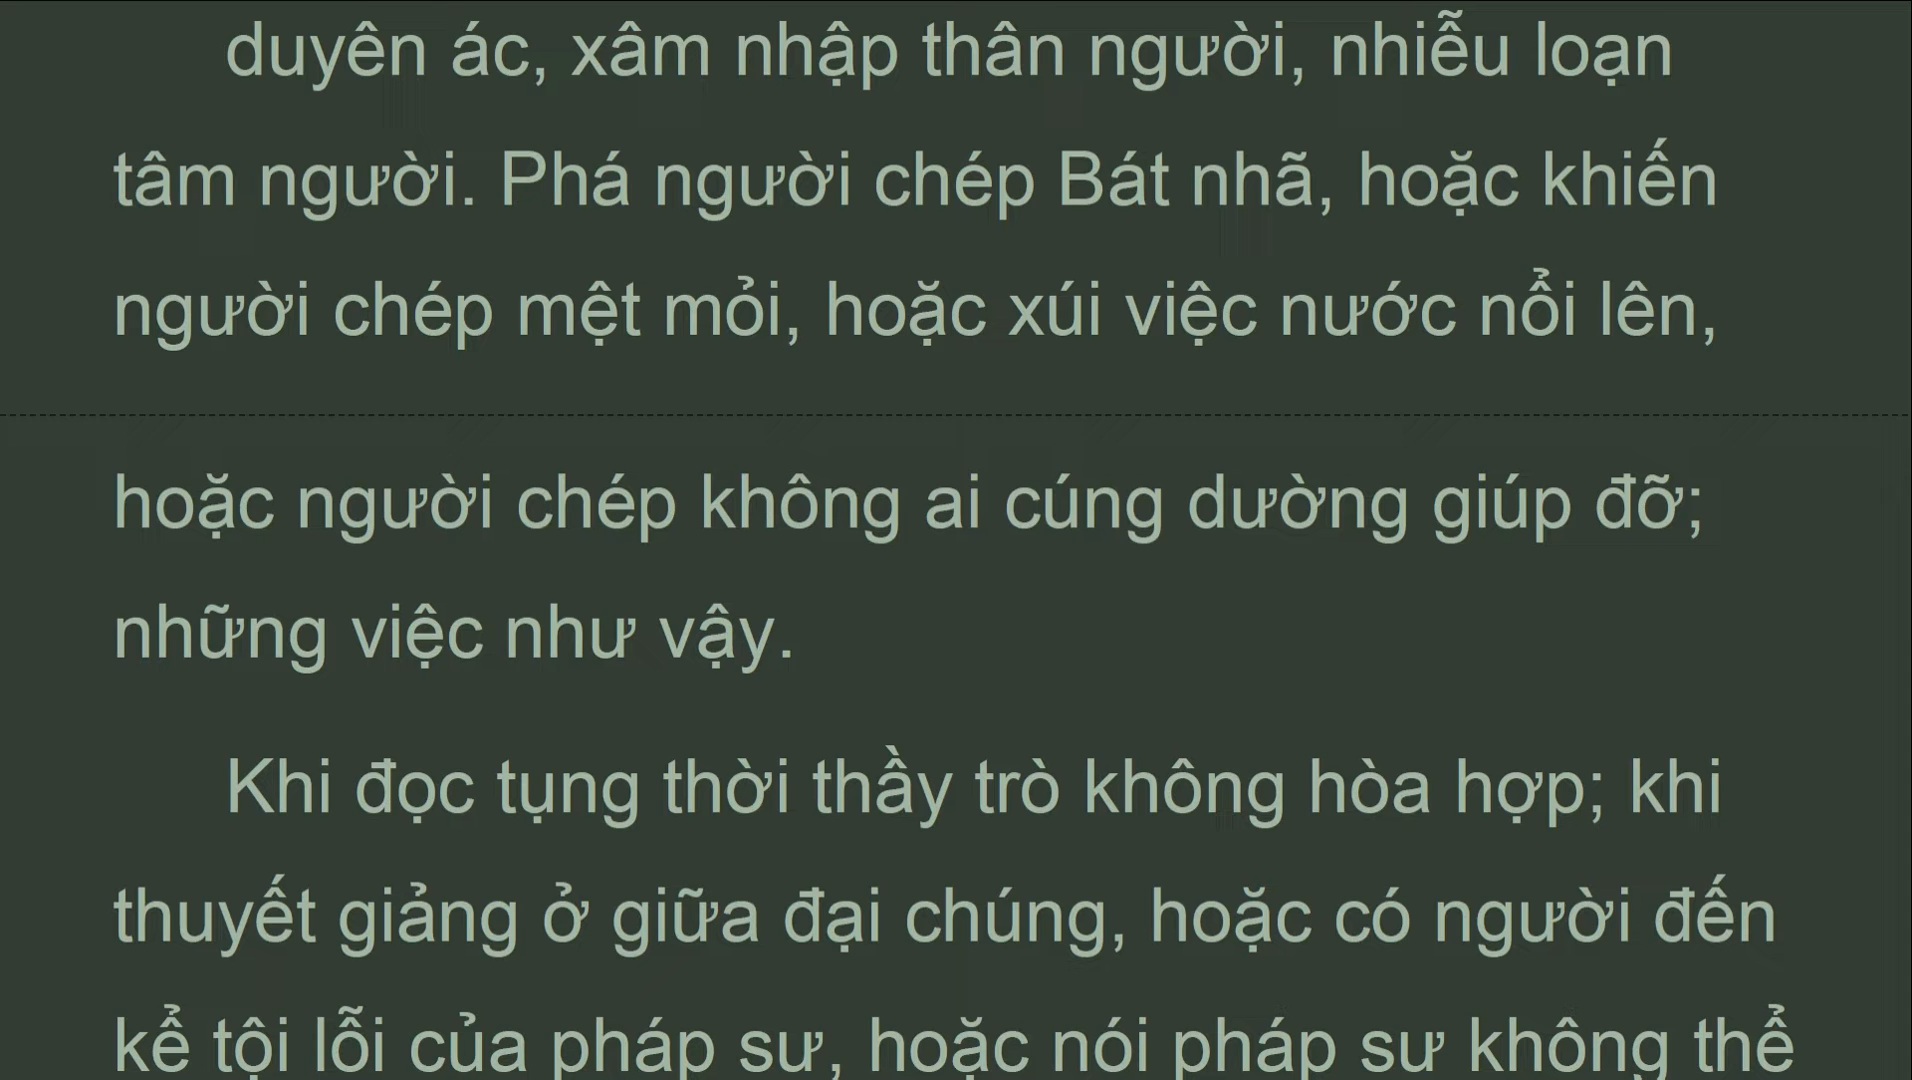 duyên ác, xâm nhập thân người, nhiễu loạn
tâm người. Phá người chép Bát nhã, hoặc khiến
người chép mệt mỏi, hoặc xúi việc nước nổi lên,
hoặc người chép không ai cúng dường giúp đỡ;
những việc như vậy.
Khi đọc tụng thời thầy trò không hòa hợp; khi
thuyết giảng ở giữa đại chúng, hoặc có người đến
kể tội lỗi của pháp sư, hoặc nói pháp sư không thể